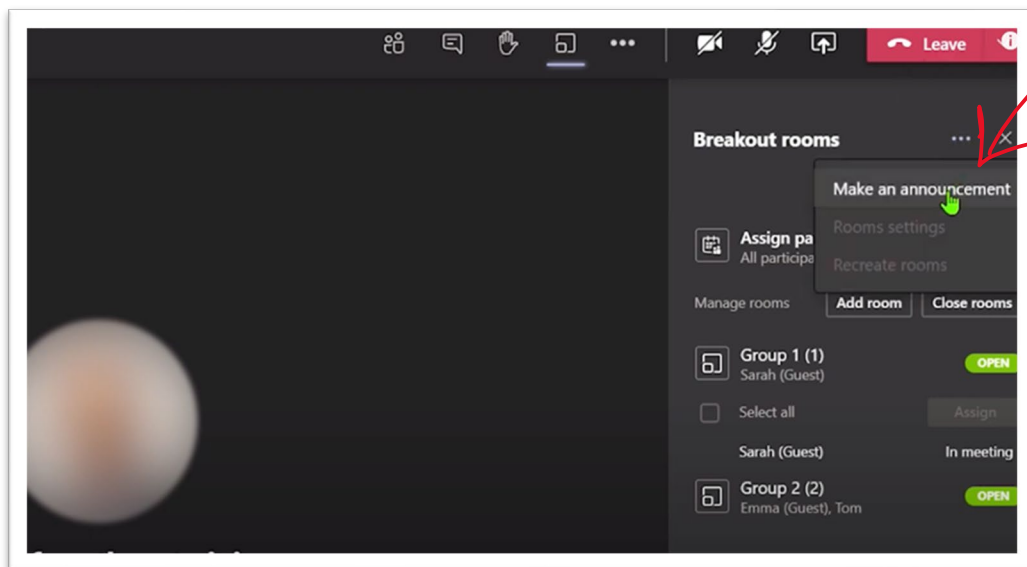 Leave
Breakout rooms
Make an announcement
Assign pa
Rooms settings
All participa
Recreate rooms
Manage rooms Add room Close rooms
Group 1 (1) OPEN
Sarah (Guest)
Select all Assign
Sarah (Guest) In meeting
Group 2 (2) OPEN
Emma (Guest), Tom